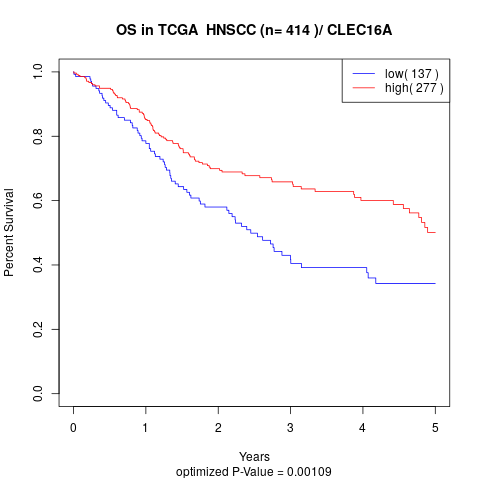 OS in TCGA  HNSCC (n= 414 )/ CLEC16A
low( 137 )
high( 277 )
Percent Survival
1.0
0.8
0.6
0.4
0.2
0.0
0 1 2 3 4 5
Years
optimized P-Value = 0.00109